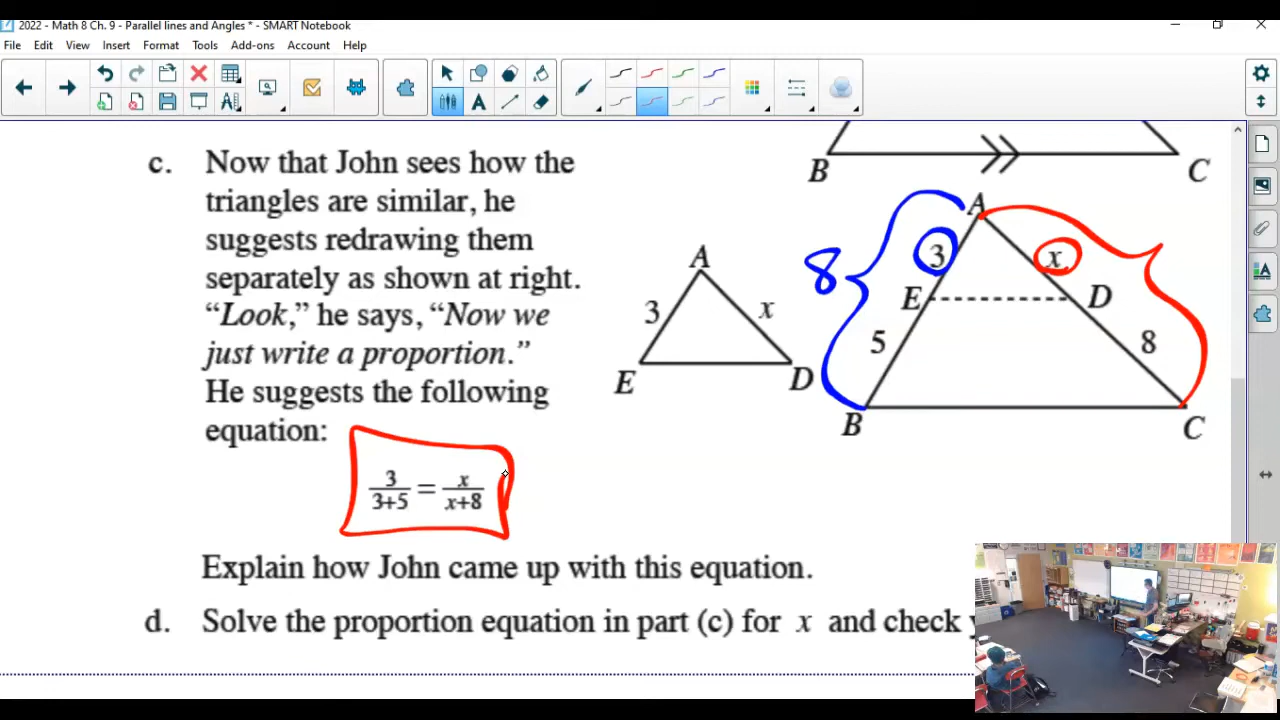 2022 - Math 8 Ch. 9 - Parallel lines and Angles * - SMART Notebook
File Edit View Insert Format Tools Add-ons Account Help
B C
c. Now that John sees how the
triangles are similar, he
suggests redrawing them
separately as shown at right.
“Look,” he says, “Now we
just write a proportion.”
He suggests the following
equation:
3/(3+5) = x/(x+8)
A
3 x
E D
A
8 3 x
E D
5 8
B C
Explain how John came up with this equation.
d. Solve the proportion equation in part (c) for x and check